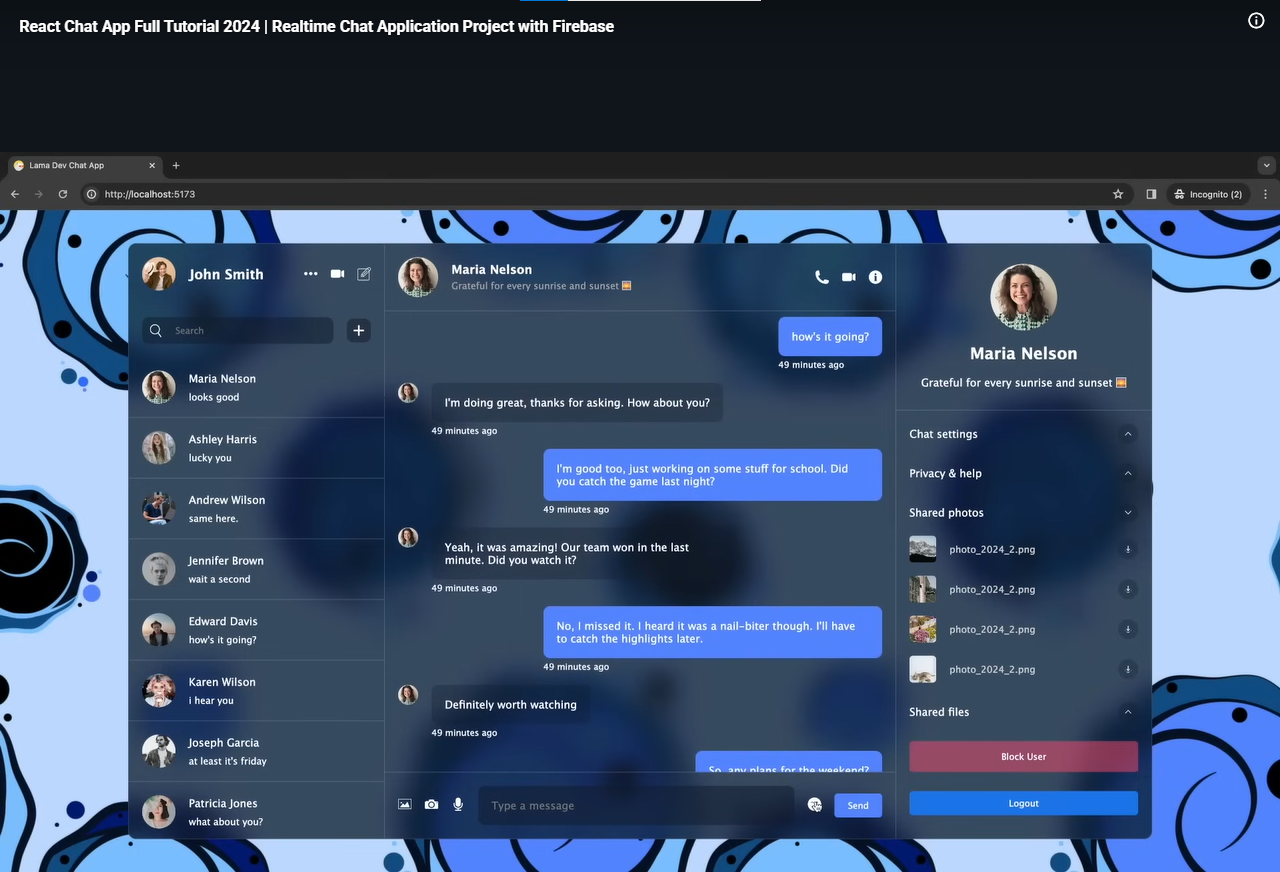 React Chat App Full Tutorial 2024 | Realtime Chat Application Project with Firebase
Lama Dev Chat App
http://localhost:5173
Incognito (2)
John Smith
Search
Maria Nelson
looks good
Ashley Harris
lucky you
Andrew Wilson
same here.
Jennifer Brown
wait a second
Edward Davis
how's it going?
Karen Wilson
i hear you
Joseph Garcia
at least it's friday
Patricia Jones
what about you?
Maria Nelson
Grateful for every sunrise and sunset 🌅
how's it going?
49 minutes ago
I'm doing great, thanks for asking. How about you?
49 minutes ago
I'm good too, just working on some stuff for school. Did
you catch the game last night?
49 minutes ago
Yeah, it was amazing! Our team won in the last
minute. Did you watch it?
49 minutes ago
No, I missed it. I heard it was a nail-biter though. I'll have
to catch the highlights later.
49 minutes ago
Definitely worth watching
49 minutes ago
So, any plans for the weekend?
Type a message
Send
Maria Nelson
Grateful for every sunrise and sunset 🌅
Chat settings
Privacy & help
Shared photos
photo_2024_2.png
photo_2024_2.png
photo_2024_2.png
photo_2024_2.png
Shared files
Block User
Logout